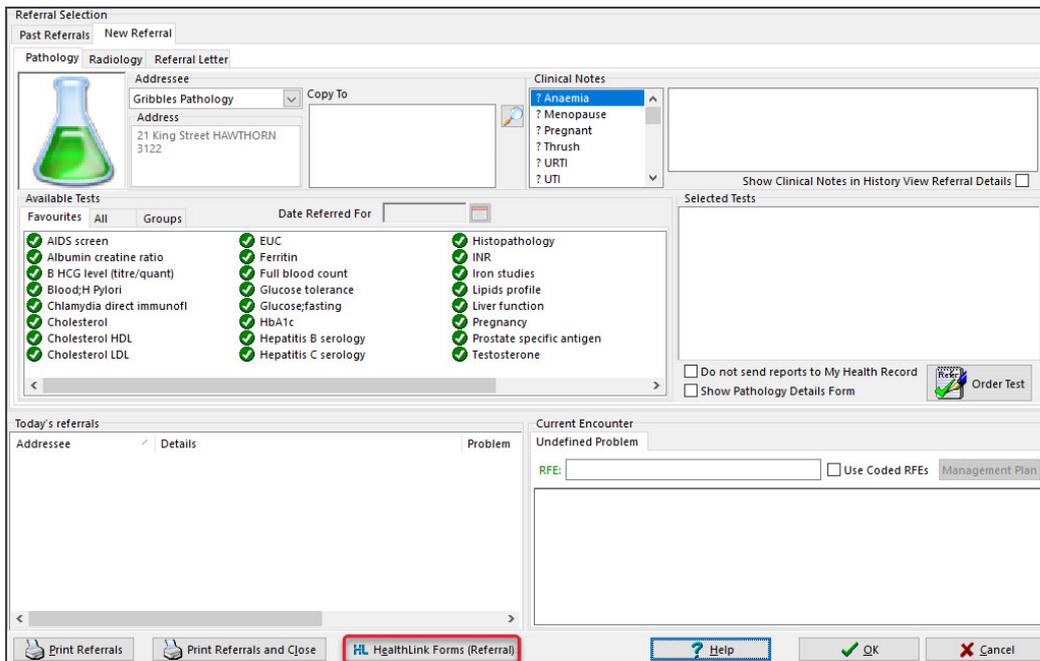 Referral Selection
Past Referrals New Referral
Pathology Radiology Referral Letter
Addressee
Gribbles Pathology
Address
21 King Street HAWTHORN
3122
Copy To
Clinical Notes
? Anaemia
? Menopause
? Pregnant
? Thrush
? URTI
? UTI
Show Clinical Notes in History View Referral Details
Available Tests
Favourites All Groups
Date Referred For
AIDS screen
Albumin creatine ratio
B HCG level (titre/quant)
Blood;H Pylori
Chlamydia direct immunofl
Cholesterol
Cholesterol HDL
Cholesterol LDL
EUC
Ferritin
Full blood count
Glucose tolerance
Glucose;fasting
HbA1c
Hepatitis B serology
Hepatitis C serology
Histopathology
INR
Iron studies
Lipids profile
Liver function
Pregnancy
Prostate specific antigen
Testosterone
Selected Tests
Do not send reports to My Health Record
Show Pathology Details Form
Refer
Order Test
Today's referrals
Addressee Details Problem
Current Encounter
Undefined Problem
RFE:
Use Coded RFEs
Management Plan
Print Referrals
Print Referrals and Close
HL HealthLink Forms (Referral)
? Help
OK
Cancel